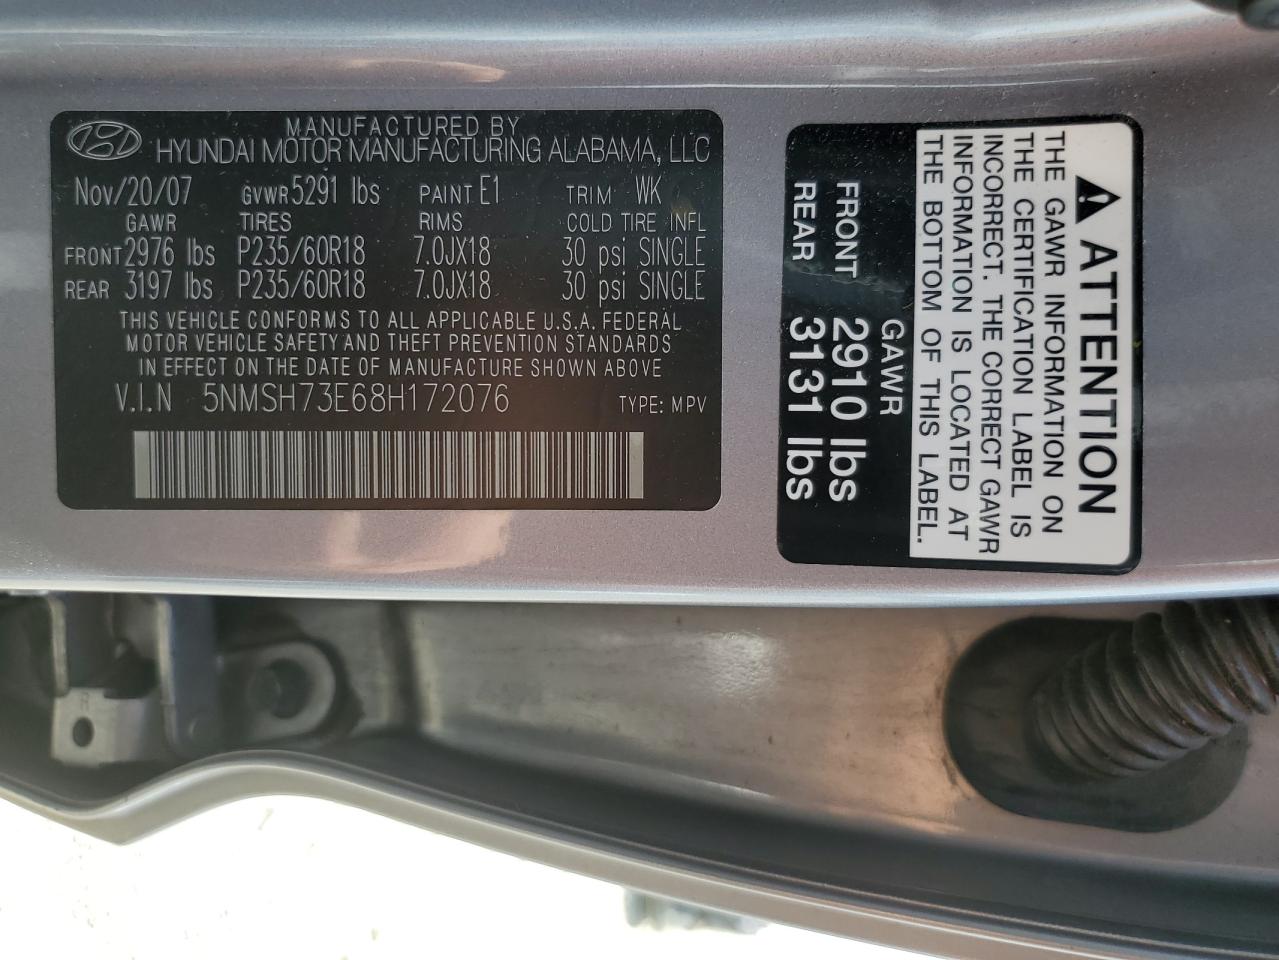 MANUFACTURED BY
HYUNDAI MOTOR MANUFACTURING ALABAMA, LLC
Nov/20/07 GVWR 5291 lbs PAINT E1 TRIM WK
GAWR TIRES RIMS COLD TIRE INFL
FRONT 2976 lbs P235/60R18 7.0JX18 30 psi SINGLE
REAR 3197 lbs P235/60R18 7.0JX18 30 psi SINGLE
THIS VEHICLE CONFORMS TO ALL APPLICABLE U.S.A. FEDERAL
MOTOR VEHICLE SAFETY AND THEFT PREVENTION STANDARDS
IN EFFECT ON THE DATE OF MANUFACTURE SHOWN ABOVE
V.I.N 5NMSH73E68H172076 TYPE: MPV
ATTENTION
THE GAWR INFORMATION ON
THE CERTIFICATION LABEL IS
INCORRECT. THE CORRECT GAWR
INFORMATION IS LOCATED AT
THE BOTTOM OF THIS LABEL.
GAWR
FRONT 2910 lbs
REAR 3131 lbs
R